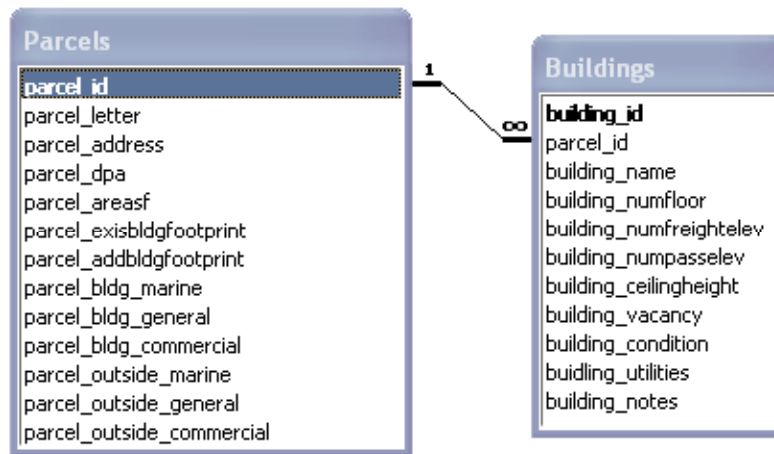 Parcels
parcel_id
parcel_letter
parcel_address
parcel_dpa
parcel_areasf
parcel_exisbldgfootprint
parcel_addbldgfootprint
parcel_bldg_marine
parcel_bldg_general
parcel_bldg_commercial
parcel_outside_marine
parcel_outside_general
parcel_outside_commercial
1
∞
Buildings
building_id
parcel_id
building_name
building_numfloor
building_numfreightelev
building_numpasselev
building_ceilingheight
building_vacancy
building_condition
buidling_utilities
building_notes